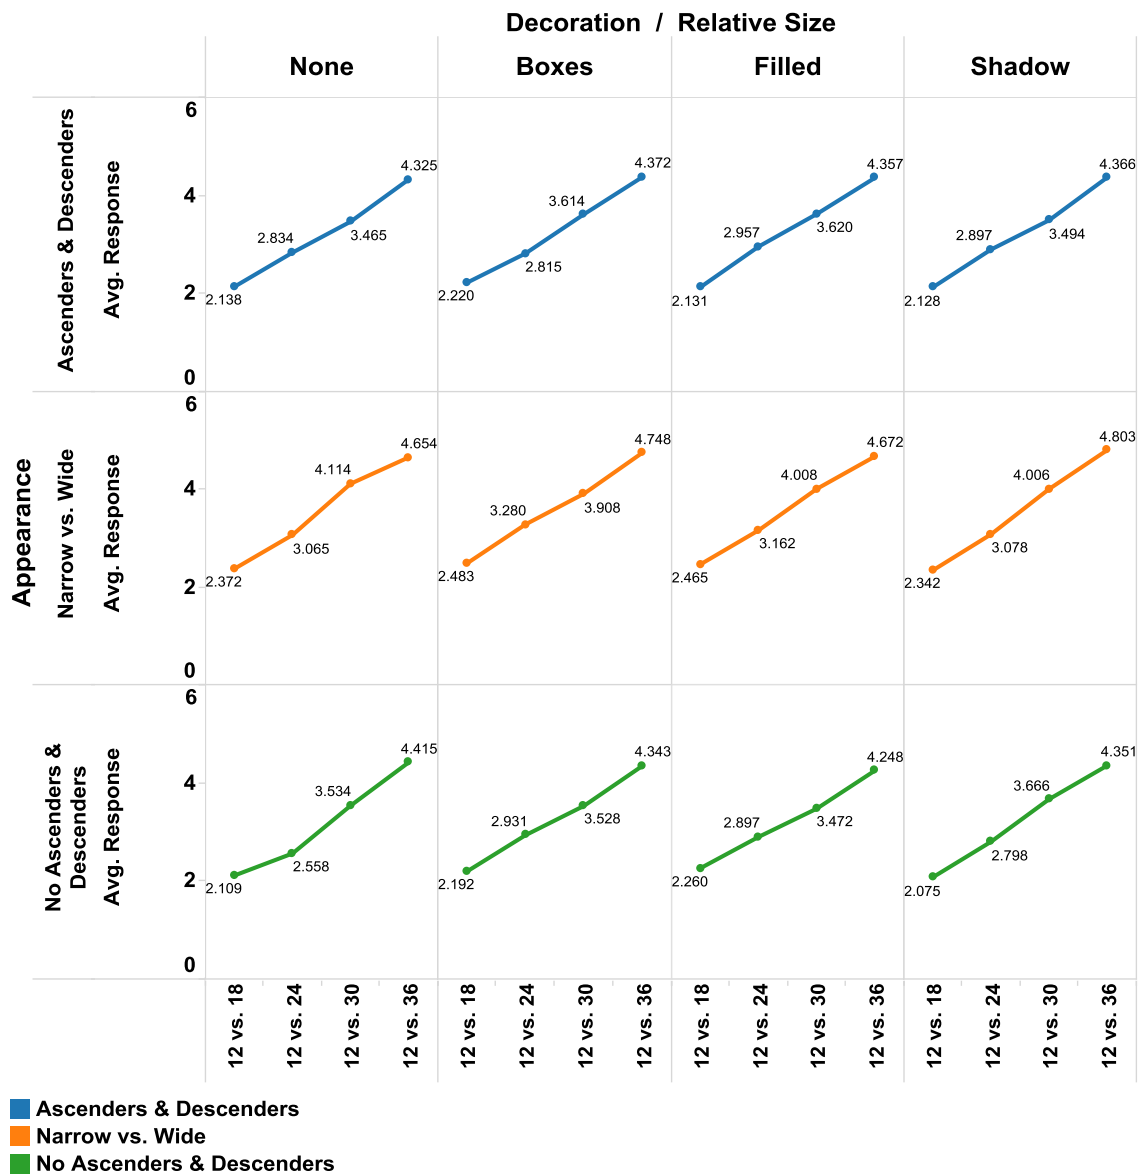 Decoration / Relative Size
None Boxes Filled Shadow
Appearance
Ascenders & Descenders
Avg. Response
6
4
2
0
4.325
2.834
3.465
2.138
4.372
3.614
2.815
2.220
4.357
2.957
3.620
2.131
4.366
2.897
3.494
2.128
Narrow vs. Wide
Avg. Response
6
4
2
0
4.654
4.114
3.065
2.372
4.748
3.280
3.908
2.483
4.672
4.008
3.162
2.465
4.803
4.006
3.078
2.342
No Ascenders &
Descenders
Avg. Response
6
4
2
0
4.415
3.534
2.558
2.109
4.343
2.931
3.528
2.192
4.248
2.897
3.472
2.260
4.351
3.666
2.798
2.075
12 vs. 18
12 vs. 24
12 vs. 30
12 vs. 36
12 vs. 18
12 vs. 24
12 vs. 30
12 vs. 36
12 vs. 18
12 vs. 24
12 vs. 30
12 vs. 36
12 vs. 18
12 vs. 24
12 vs. 30
12 vs. 36
Ascenders & Descenders
Narrow vs. Wide
No Ascenders & Descenders